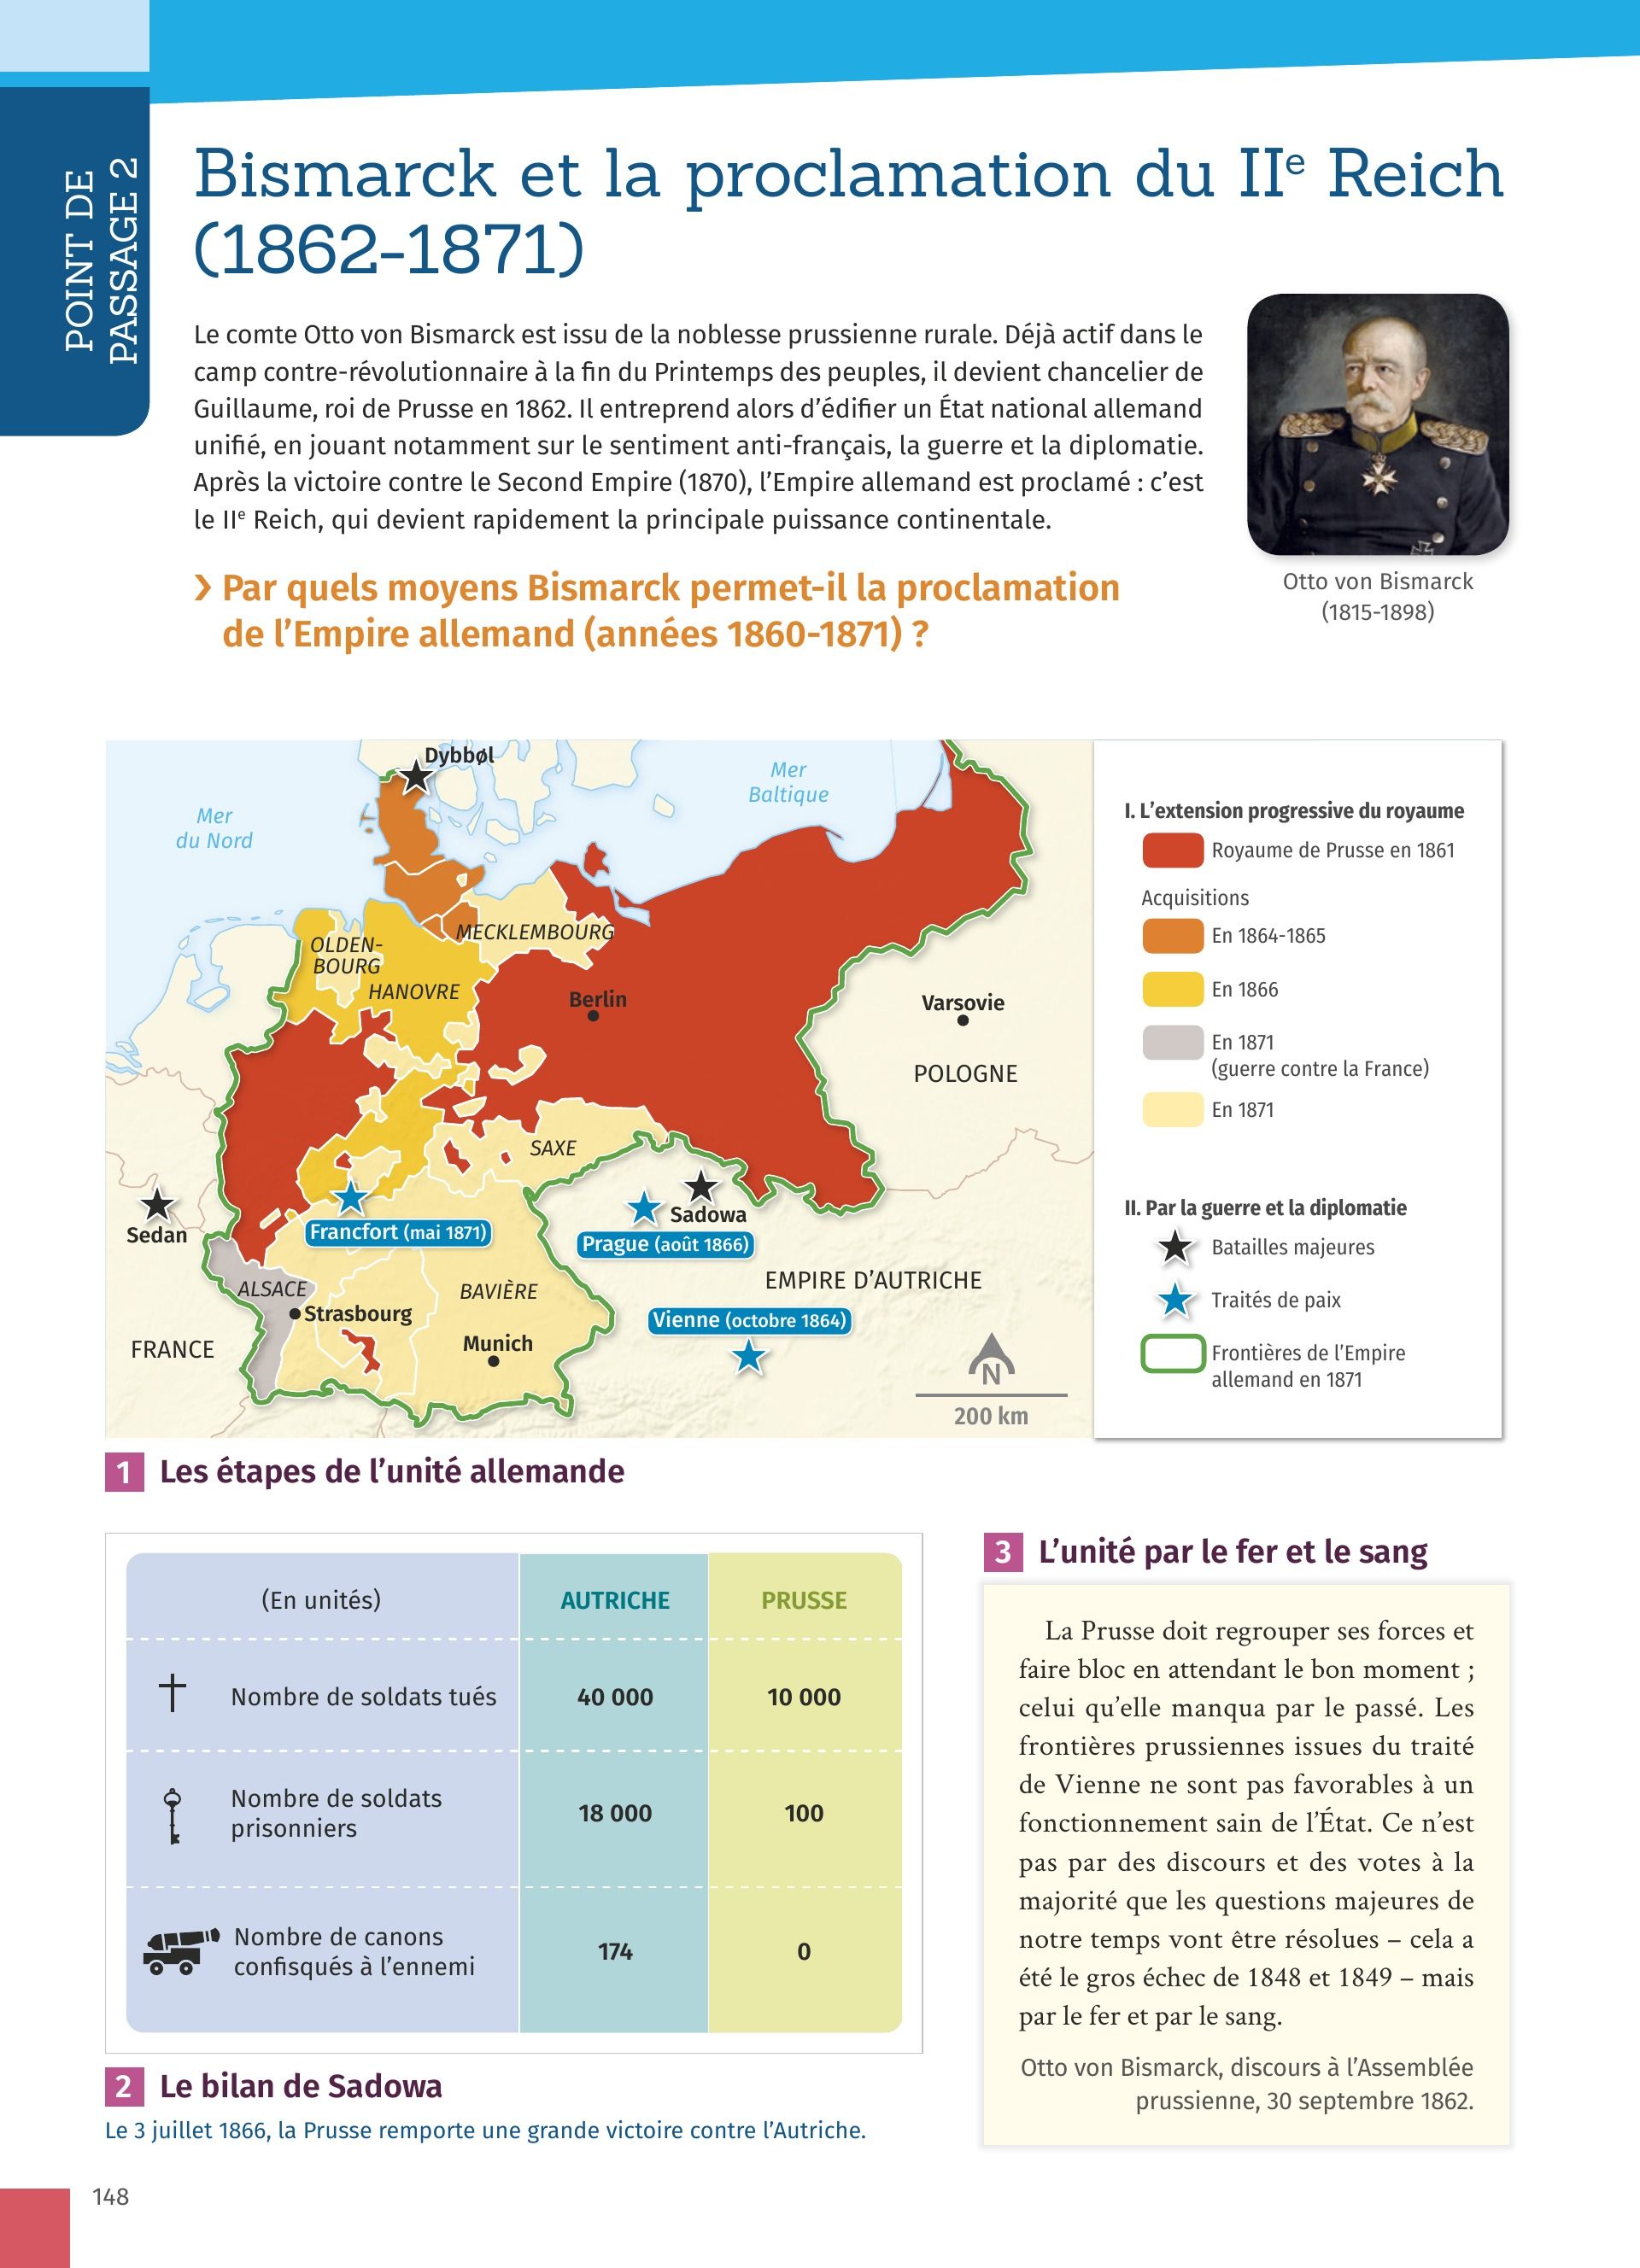 POINT DE
PASSAGE 2
Bismarck et la proclamation du IIe Reich
(1862-1871)
Le comte Otto von Bismarck est issu de la noblesse prussienne rurale. Déjà actif dans le
camp contre-révolutionnaire à la fin du Printemps des peuples, il devient chancelier de
Guillaume, roi de Prusse en 1862. Il entreprend alors d’édifier un État national allemand
unifié, en jouant notamment sur le sentiment anti-français, la guerre et la diplomatie.
Après la victoire contre le Second Empire (1870), l’Empire allemand est proclamé : c’est
le IIe Reich, qui devient rapidement la principale puissance continentale.
Otto von Bismarck
(1815-1898)
› Par quels moyens Bismarck permet-il la proclamation
de l’Empire allemand (années 1860-1871) ?
Dybbøl
Mer
Baltique
Mer
du Nord
MECKLEMBOURG
OLDEN-
BOURG
HANOVRE
Berlin
Varsovie
POLOGNE
SAXE
Sedan
Francfort (mai 1871)
Sadowa
Prague (août 1866)
EMPIRE D’AUTRICHE
ALSACE
BAVIÈRE
Strasbourg
Vienne (octobre 1864)
FRANCE
Munich
N
200 km
I. L’extension progressive du royaume
Royaume de Prusse en 1861
Acquisitions
En 1864-1865
En 1866
En 1871
(guerre contre la France)
En 1871
II. Par la guerre et la diplomatie
Batailles majeures
Traités de paix
Frontières de l’Empire
allemand en 1871
1 Les étapes de l’unité allemande
(En unités) AUTRICHE PRUSSE
Nombre de soldats tués 40 000 10 000
Nombre de soldats
prisonniers 18 000 100
Nombre de canons
confisqués à l’ennemi 174 0
2 Le bilan de Sadowa
Le 3 juillet 1866, la Prusse remporte une grande victoire contre l’Autriche.
3 L’unité par le fer et le sang
La Prusse doit regrouper ses forces et
faire bloc en attendant le bon moment ;
celui qu’elle manqua par le passé. Les
frontières prussiennes issues du traité
de Vienne ne sont pas favorables à un
fonctionnement sain de l’État. Ce n’est
pas par des discours et des votes à la
majorité que les questions majeures de
notre temps vont être résolues – cela a
été le gros échec de 1848 et 1849 – mais
par le fer et par le sang.
Otto von Bismarck, discours à l’Assemblée
prussienne, 30 septembre 1862.
148